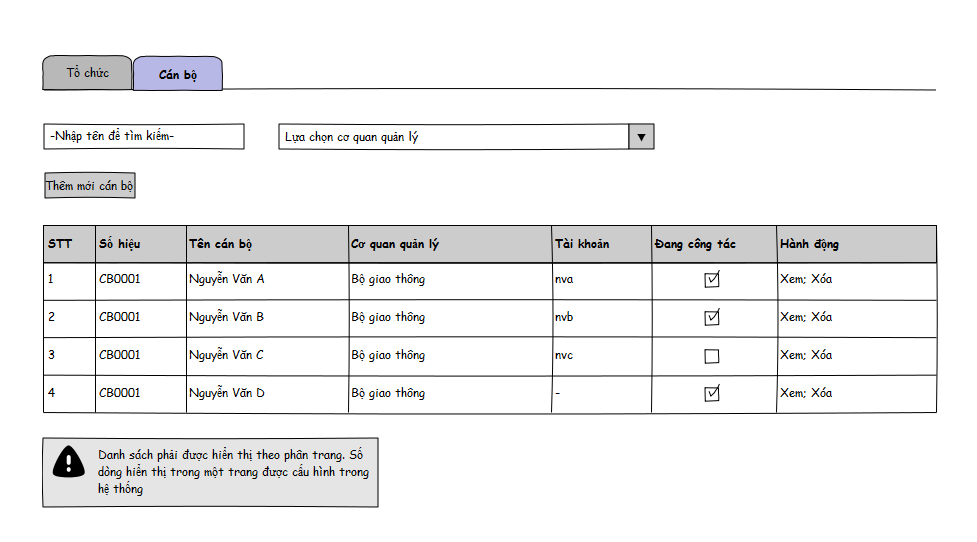 Tổ chức
Cán bộ
-Nhập tên để tìm kiếm-
Lựa chọn cơ quan quản lý
Thêm mới cán bộ
STT Số hiệu Tên cán bộ Cơ quan quản lý Tài khoản Đang công tác Hành động
1 CB0001 Nguyễn Văn A Bộ giao thông nva Xem; Xóa
2 CB0001 Nguyễn Văn B Bộ giao thông nvb Xem; Xóa
3 CB0001 Nguyễn Văn C Bộ giao thông nvc Xem; Xóa
4 CB0001 Nguyễn Văn D Bộ giao thông - Xem; Xóa
Danh sách phải được hiển thị theo phân trang. Số
dòng hiển thị trong một trang được cấu hình trong
hệ thống